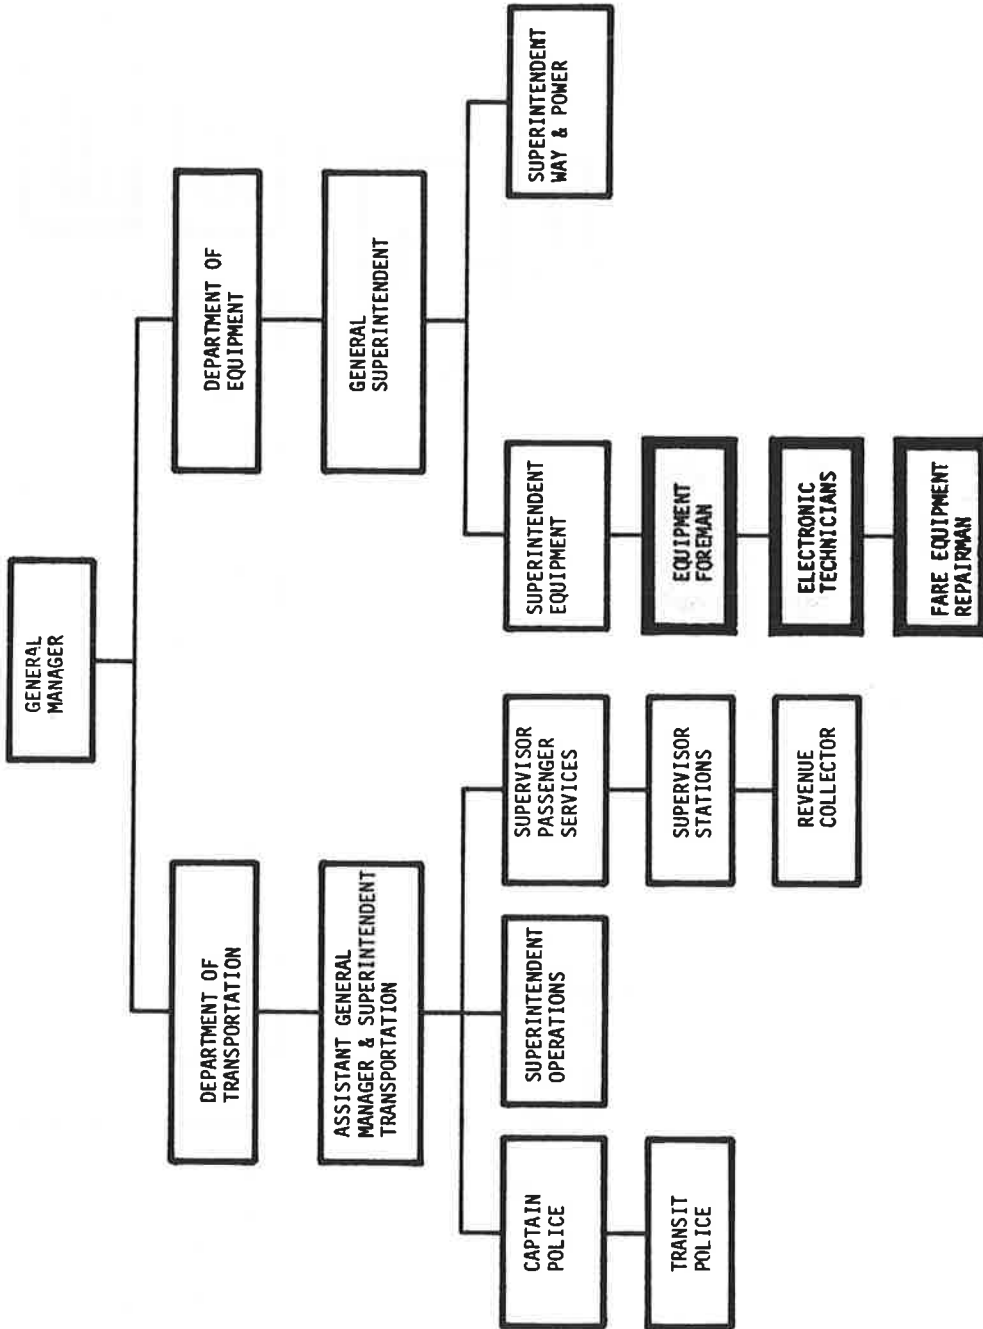 GENERAL
MANAGER
DEPARTMENT OF
TRANSPORTATION
DEPARTMENT OF
EQUIPMENT
ASSISTANT GENERAL
MANAGER & SUPERINTENDENT
TRANSPORTATION
GENERAL
SUPERINTENDENT
CAPTAIN
POLICE
SUPERINTENDENT
OPERATIONS
SUPERVISOR
PASSENGER
SERVICES
SUPERINTENDENT
EQUIPMENT
SUPERINTENDENT
WAY & POWER
TRANSIT
POLICE
SUPERVISOR
STATIONS
EQUIPMENT
FOREMAN
REVENUE
COLLECTOR
ELECTRONIC
TECHNICIANS
FARE EQUIPMENT
REPAIRMAN